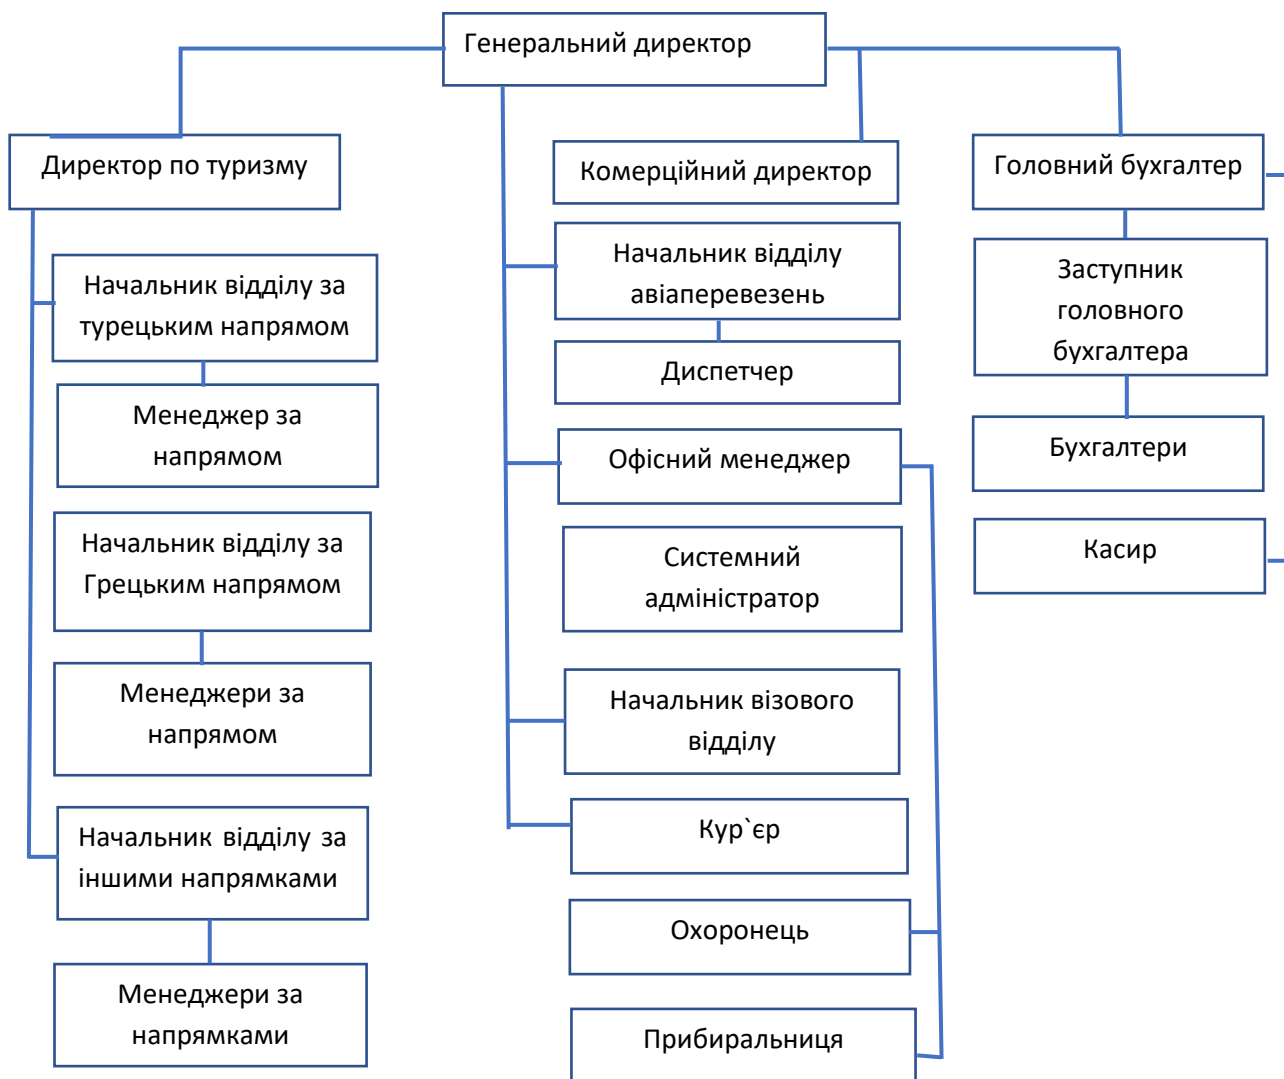 Генеральний директор
Директор по туризму
Комерційний директор
Головний бухгалтер
Начальник відділу за
турецьким напрямом
Менеджер за
напрямом
Начальник відділу за
Грецьким напрямом
Менеджери за
напрямом
Начальник відділу за
іншими напрямками
Менеджери за
напрямками
Начальник відділу
авіаперевезень
Диспетчер
Офісний менеджер
Системний
адміністратор
Начальник візового
відділу
Кур`єр
Охоронець
Прибиральниця
Заступник
головного
бухгалтера
Бухгалтери
Касир